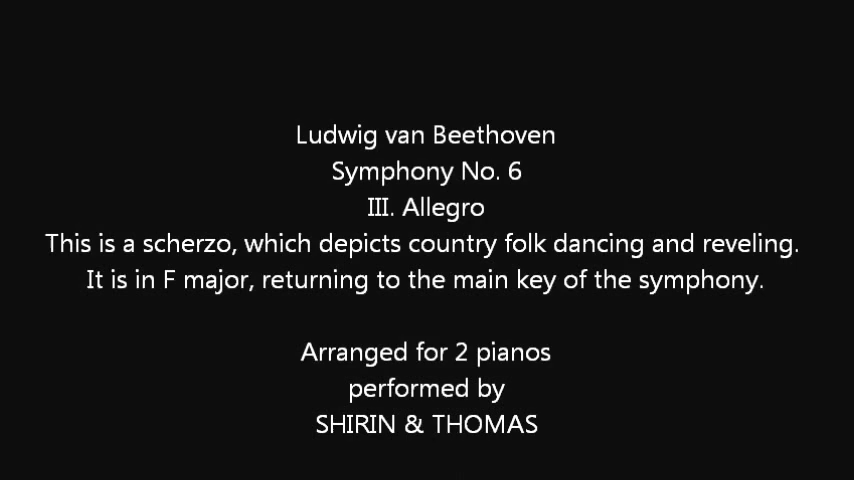 Ludwig van Beethoven
Symphony No. 6
III. Allegro
This is a scherzo, which depicts country folk dancing and reveling.
It is in F major, returning to the main key of the symphony.
Arranged for 2 pianos
performed by
SHIRIN & THOMAS